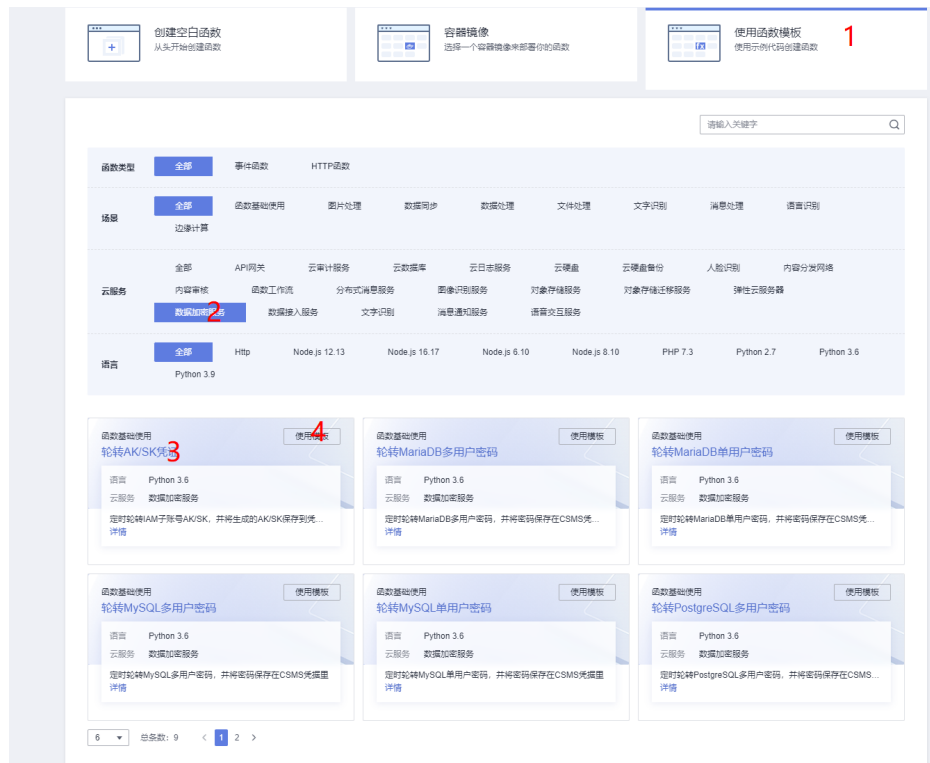 创建空白函数
从头开始创建函数
容器镜像
选择一个容器镜像来部署你的函数
使用函数模板
使用示例代码创建函数
1
请输入关键字
函数类型 全部 事件函数 HTTP函数
场景 全部 函数基础使用 图片处理 数据同步 数据处理 文件处理 文字识别 消息处理 语言识别
边缘计算
云服务 全部 API网关 云审计服务 云数据库 云日志服务 云硬盘 云硬盘备份 人脸识别 内容分发网络
内容审核 函数工作流 分布式消息服务 图像识别服务 对象存储服务 对象存储迁移服务 弹性云服务器
数据加密服务 2 数据接入服务 文字识别 消息通知服务 语音交互服务
语言 全部 Http Node.js 12.13 Node.js 16.17 Node.js 6.10 Node.js 8.10 PHP 7.3 Python 2.7 Python 3.6
Python 3.9
函数基础使用 使用模板 4
轮转AK/SK凭证 3
语言 Python 3.6
云服务 数据加密服务
定时轮转IAM子账号AK/SK，并将生成的AK/SK保存到凭...
详情
函数基础使用 使用模板
轮转MariaDB多用户密码
语言 Python 3.6
云服务 数据加密服务
定时轮转MariaDB多用户密码，并将密码保存在CSMS凭...
详情
函数基础使用 使用模板
轮转MariaDB单用户密码
语言 Python 3.6
云服务 数据加密服务
定时轮转MariaDB单用户密码，并将密码保存在CSMS凭...
详情
函数基础使用 使用模板
轮转MySQL多用户密码
语言 Python 3.6
云服务 数据加密服务
定时轮转MySQL多用户密码，并将密码保存在CSMS凭据里
详情
函数基础使用 使用模板
轮转MySQL单用户密码
语言 Python 3.6
云服务 数据加密服务
定时轮转MySQL单用户密码，并将密码保存在CSMS凭据里
详情
函数基础使用 使用模板
轮转PostgreSQL多用户密码
语言 Python 3.6
云服务 数据加密服务
定时轮转PostgreSQL多用户密码，并将密码保存在CSMS...
详情
6 总条数：9 < 1 2 >